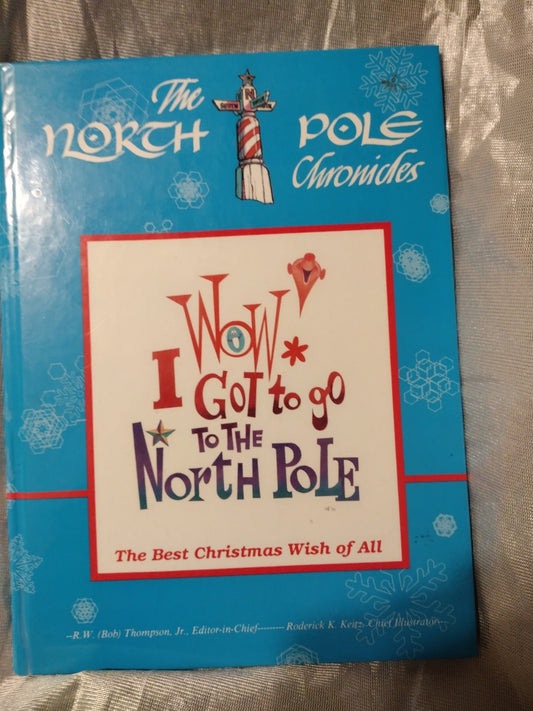 The
NORTH POLE
Chronicles
WOW
I GOT to go
TO THE
NORTH POLE
The Best Christmas Wish of All
--R.W. (Bob) Thompson, Jr., Editor-in-Chief--------- Roderick K. Keitz, Chief Illustrator--